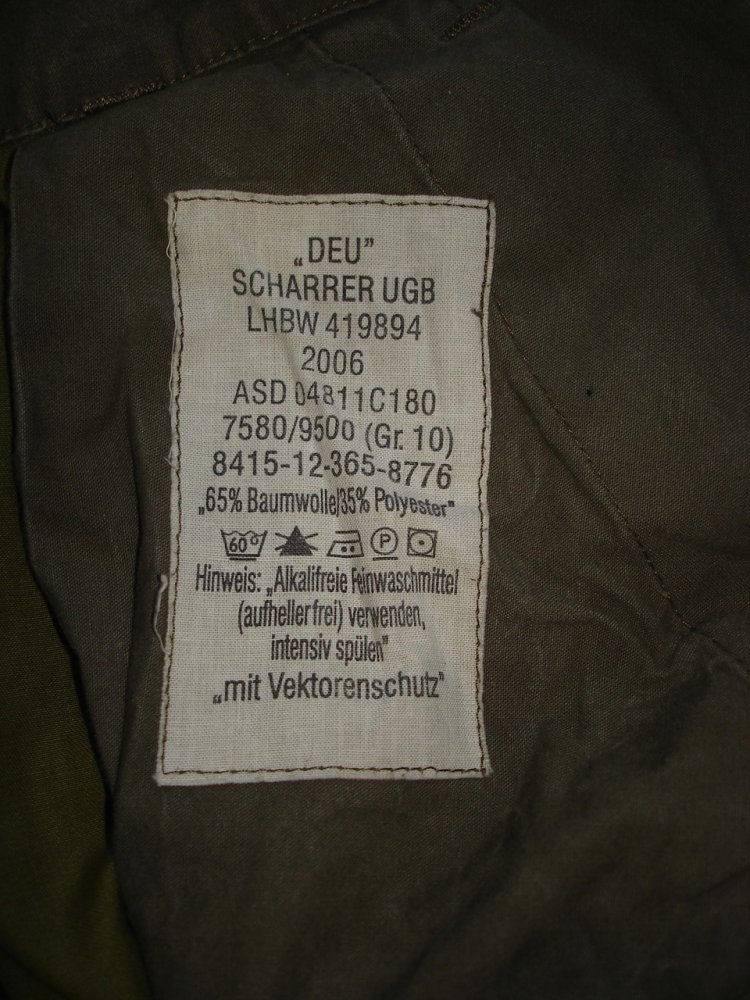 „DEU”
SCHARRER UGB
LHBW 419894
2006
ASD 04811C180
7580/9500 (Gr. 10)
8415-12-365-8776
„65% Baumwolle/35% Polyester"
60 P
Hinweis: „Alkalifreie Feinwaschmittel
(aufhellerfrei) verwenden,
intensiv spülen"
„mit Vektorenschutz"